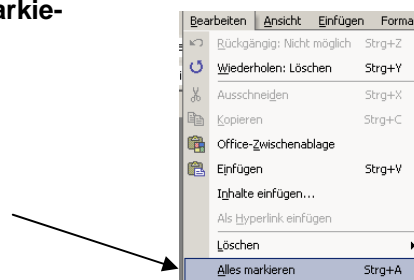 arkie-
Bearbeiten Ansicht Einfügen Forma
Rückgängig: Nicht möglich Strg+Z
Wiederholen: Löschen Strg+Y
Ausschneiden Strg+X
Kopieren Strg+C
Office-Zwischenablage
Einfügen Strg+V
Inhalte einfügen...
Als Hyperlink einfügen
Löschen
Alles markieren Strg+A